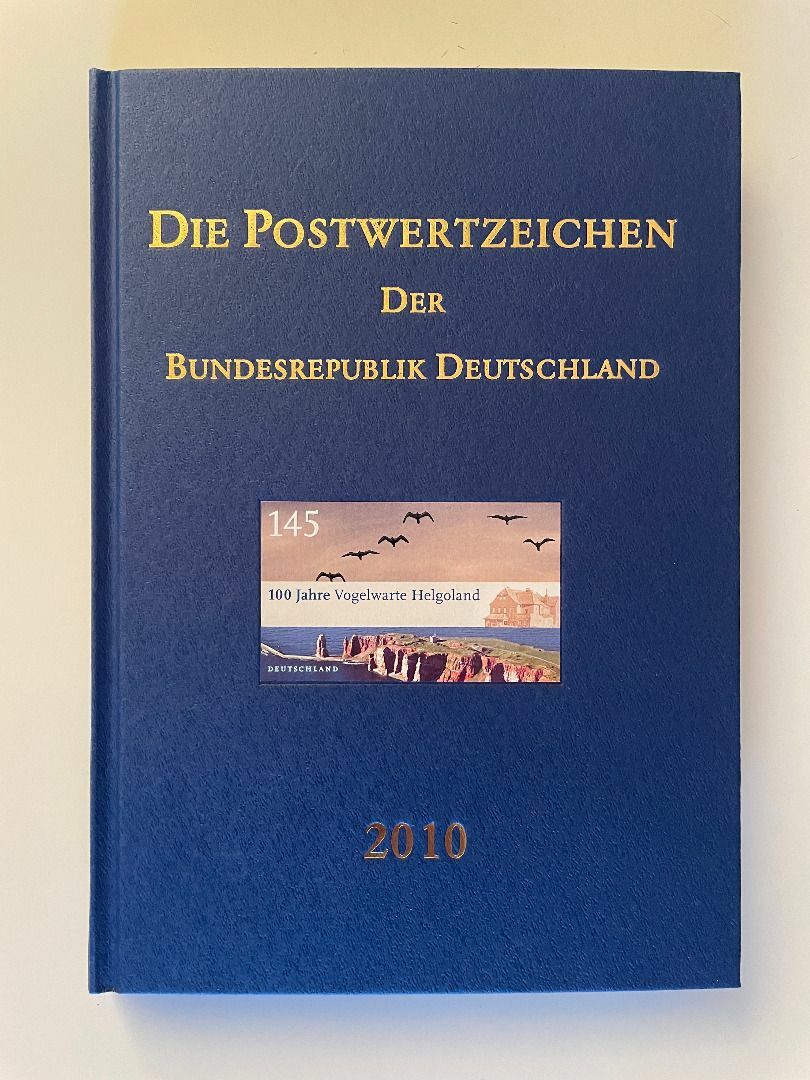 DIE POSTWERTZEICHEN
DER
BUNDESREPUBLIK DEUTSCHLAND
145
100 Jahre Vogelwarte Helgoland
DEUTSCHLAND
2010